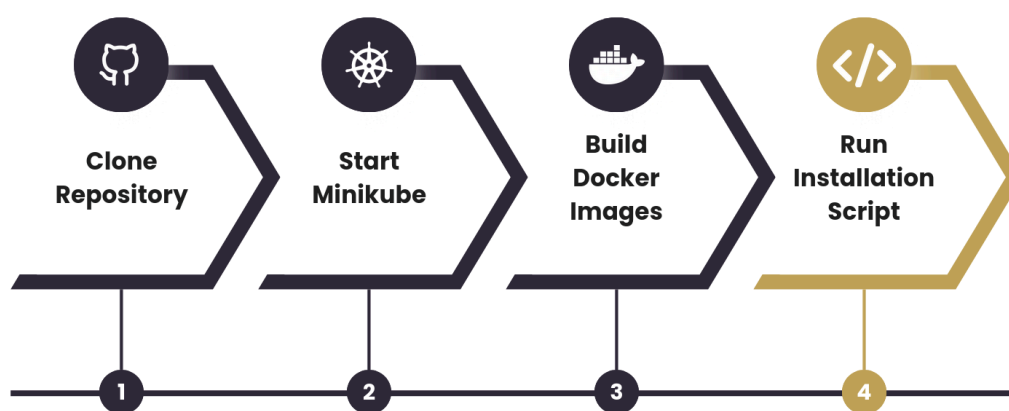 Clone
Repository
Start
Minikube
Build
Docker
Images
Run
Installation
Script
1
2
3
4